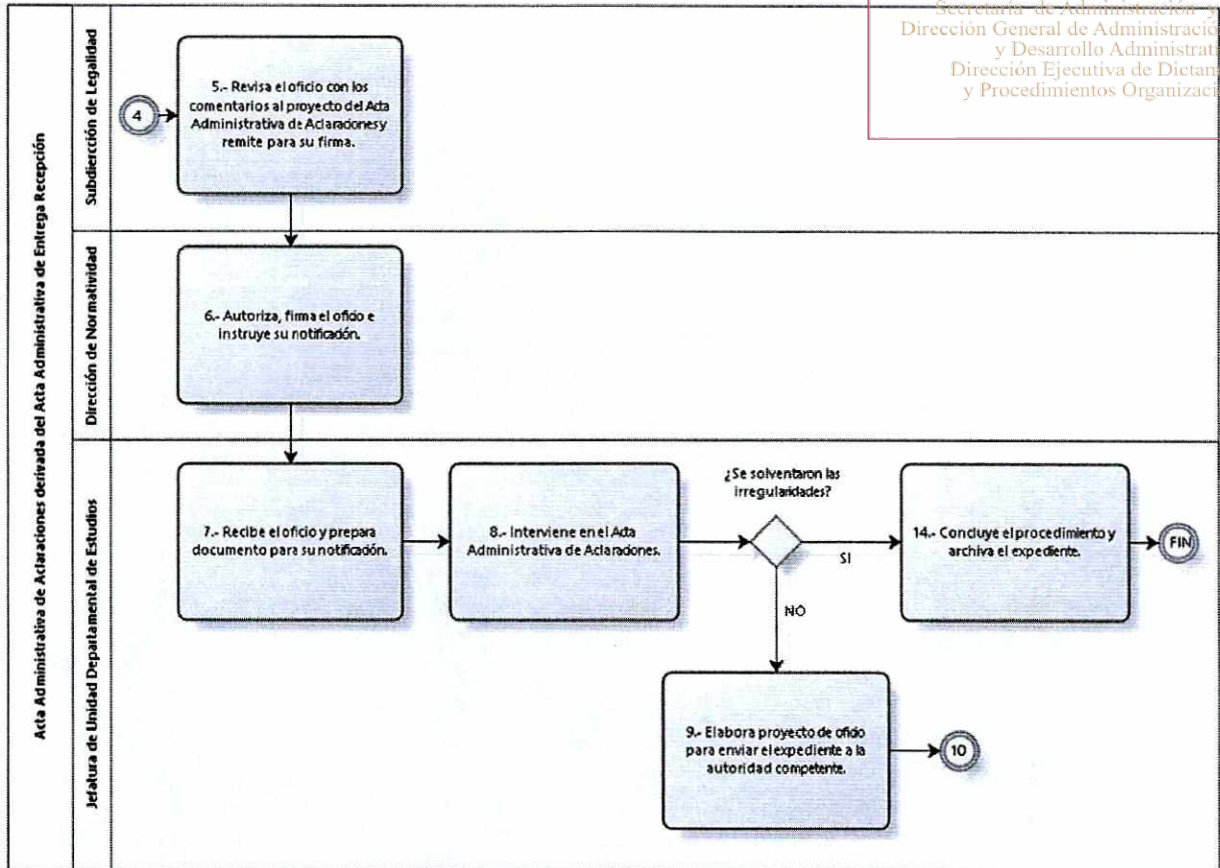 Secretaría de Administración y
Dirección General de Administració
y Desarrollo Administrati
Dirección Ejecutiva de Dictam
y Procedimientos Organizaci
Acta Administrativa de Aclaraciones derivada del Acta Administrativa de Entrega Recepción
Subdierccción de Legalidad
4
5.- Revisa el oficio con los
comentarios al proyecto del Acta
Administrativa de Aclaraciones y
remite para su firma.
Dirección de Normatividad
6.- Autoriza, firma el oficio e
instruye su notificación.
Jefatura de Unidad Departamental de Estudios
7.- Recibe el oficio y prepara
documento para su notificación.
8.- Interviene en el Acta
Administrativa de Aclaraciones.
¿Se solventaron las
irregularidades?
SI
NO
14.- Concluye el procedimiento y
archiva el expediente.
FIN
9.- Elabora proyecto de oficio
para enviar el expediente a la
autoridad competente.
10